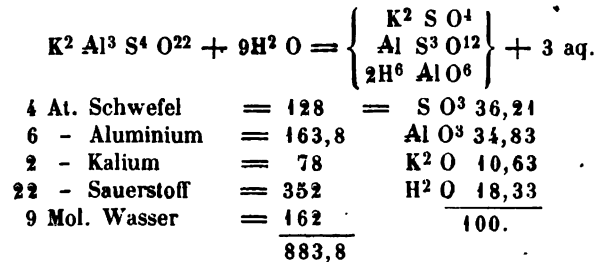 K² Al³ S⁴ O²² + 9H² O = { K² S O⁴
Al S³ O¹²
2H⁶ Al O⁶ } + 3 aq.
4 At. Schwefel = 128 = S O³ 36,21
6 - Aluminium = 163,8 Al O³ 34,83
2 - Kalium = 78 K² O 10,63
22 - Sauerstoff = 352 H² O 18,33
9 Mol. Wasser = 162 100.
883,8